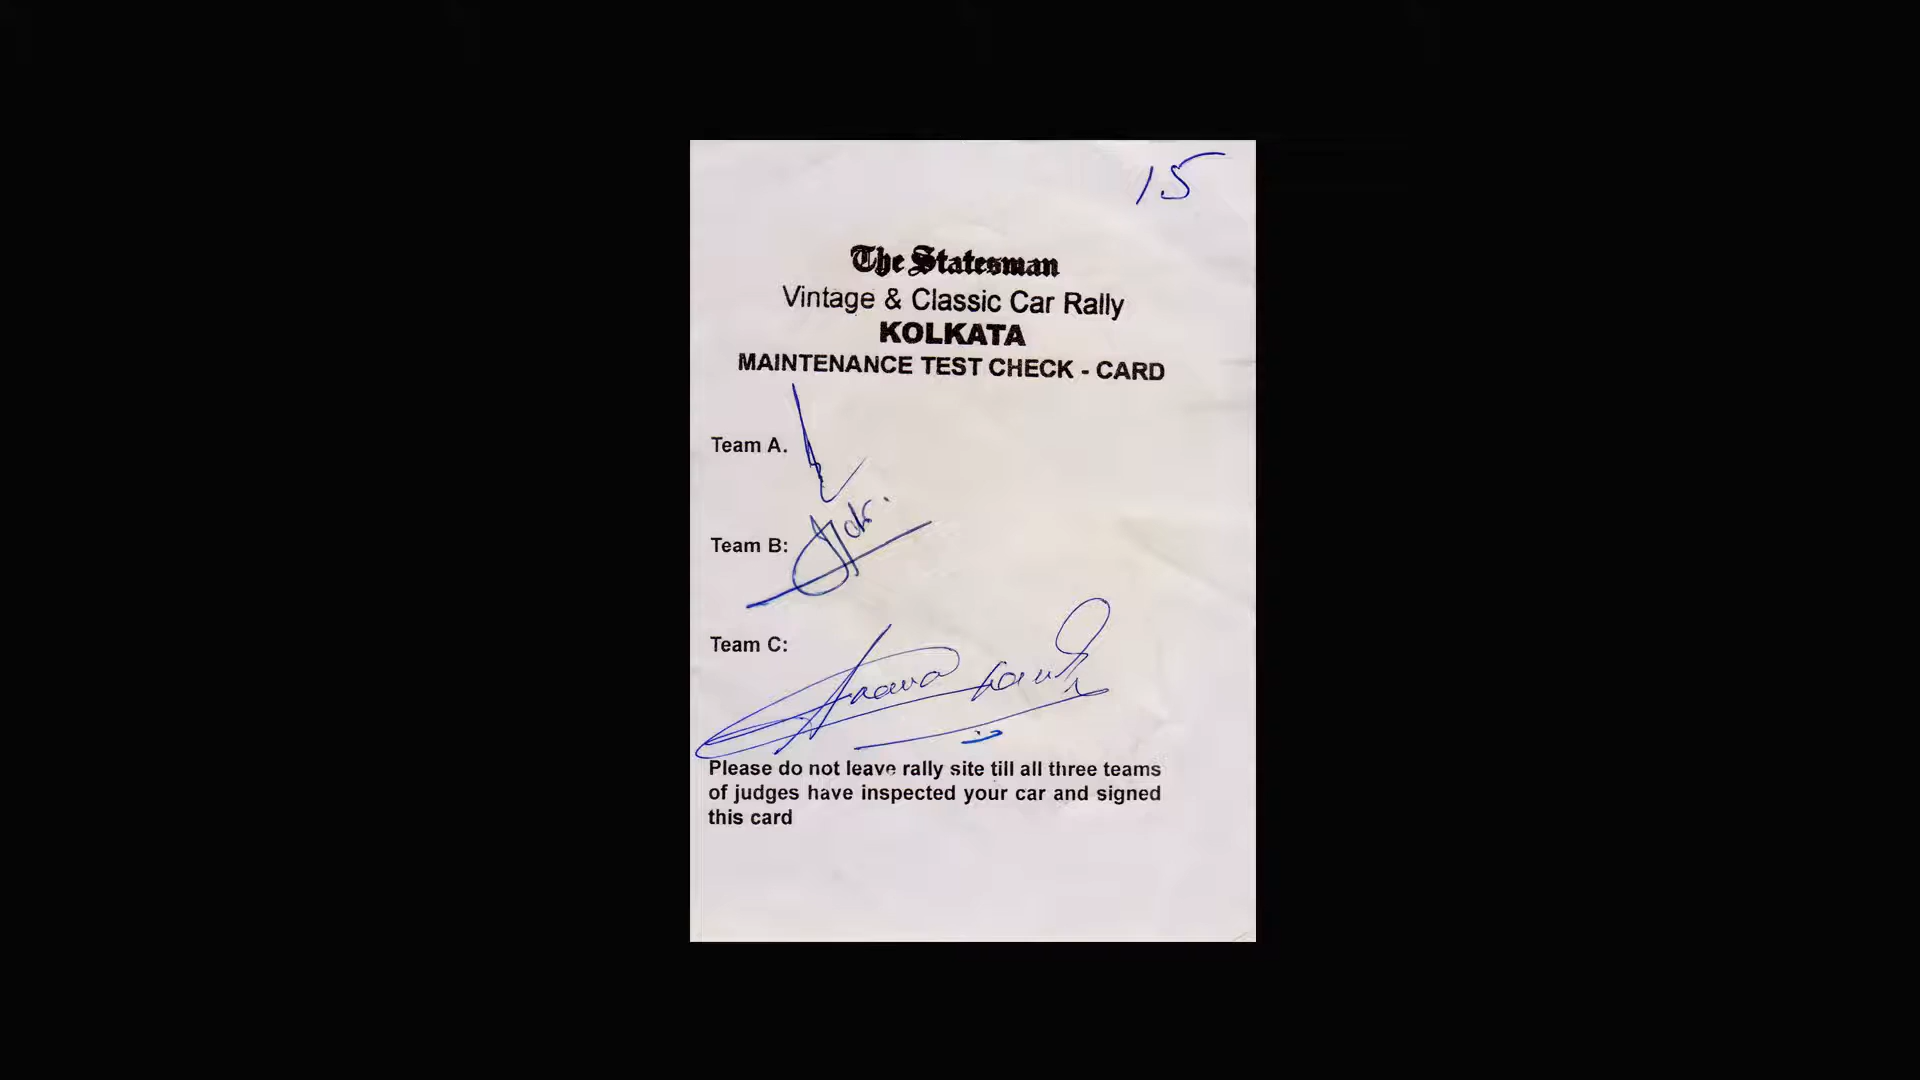 15
The Statesman
Vintage & Classic Car Rally
KOLKATA
MAINTENANCE TEST CHECK - CARD
Team A.
Team B:
Team C:
Please do not leave rally site till all three teams
of judges have inspected your car and signed
this card